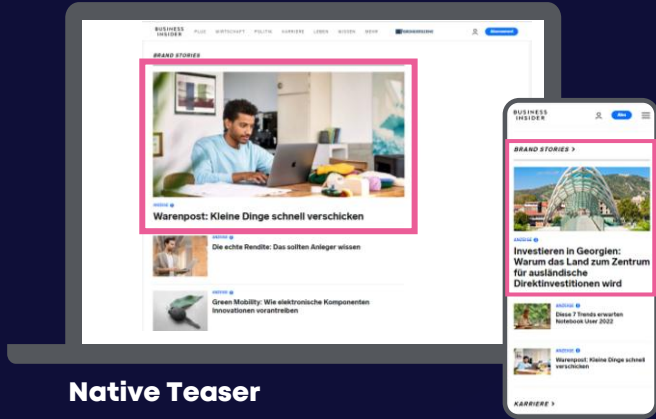 BUSINESS
INSIDER
PLUS WIRTSCHAFT POLITIK KARRIERE LEBEN WISSEN MEHR
BRAND STORIES
ANZEIGE
Warenpost: Kleine Dinge schnell verschicken
ANZEIGE
Die echte Rendite: Das sollten Anleger wissen
ANZEIGE
Green Mobility: Wie elektronische Komponenten
Innovationen vorantreiben
BUSINESS
INSIDER
Abo
BRAND STORIES >
ANZEIGE
Investieren in Georgien:
Warum das Land zum Zentrum
für ausländische
Direktinvestitionen wird
ANZEIGE
Diese 7 Trends erwarten
Notebook User 2022
ANZEIGE
Warenpost: Kleine Dinge schnell
verschicken
KARRIERE >
Native Teaser